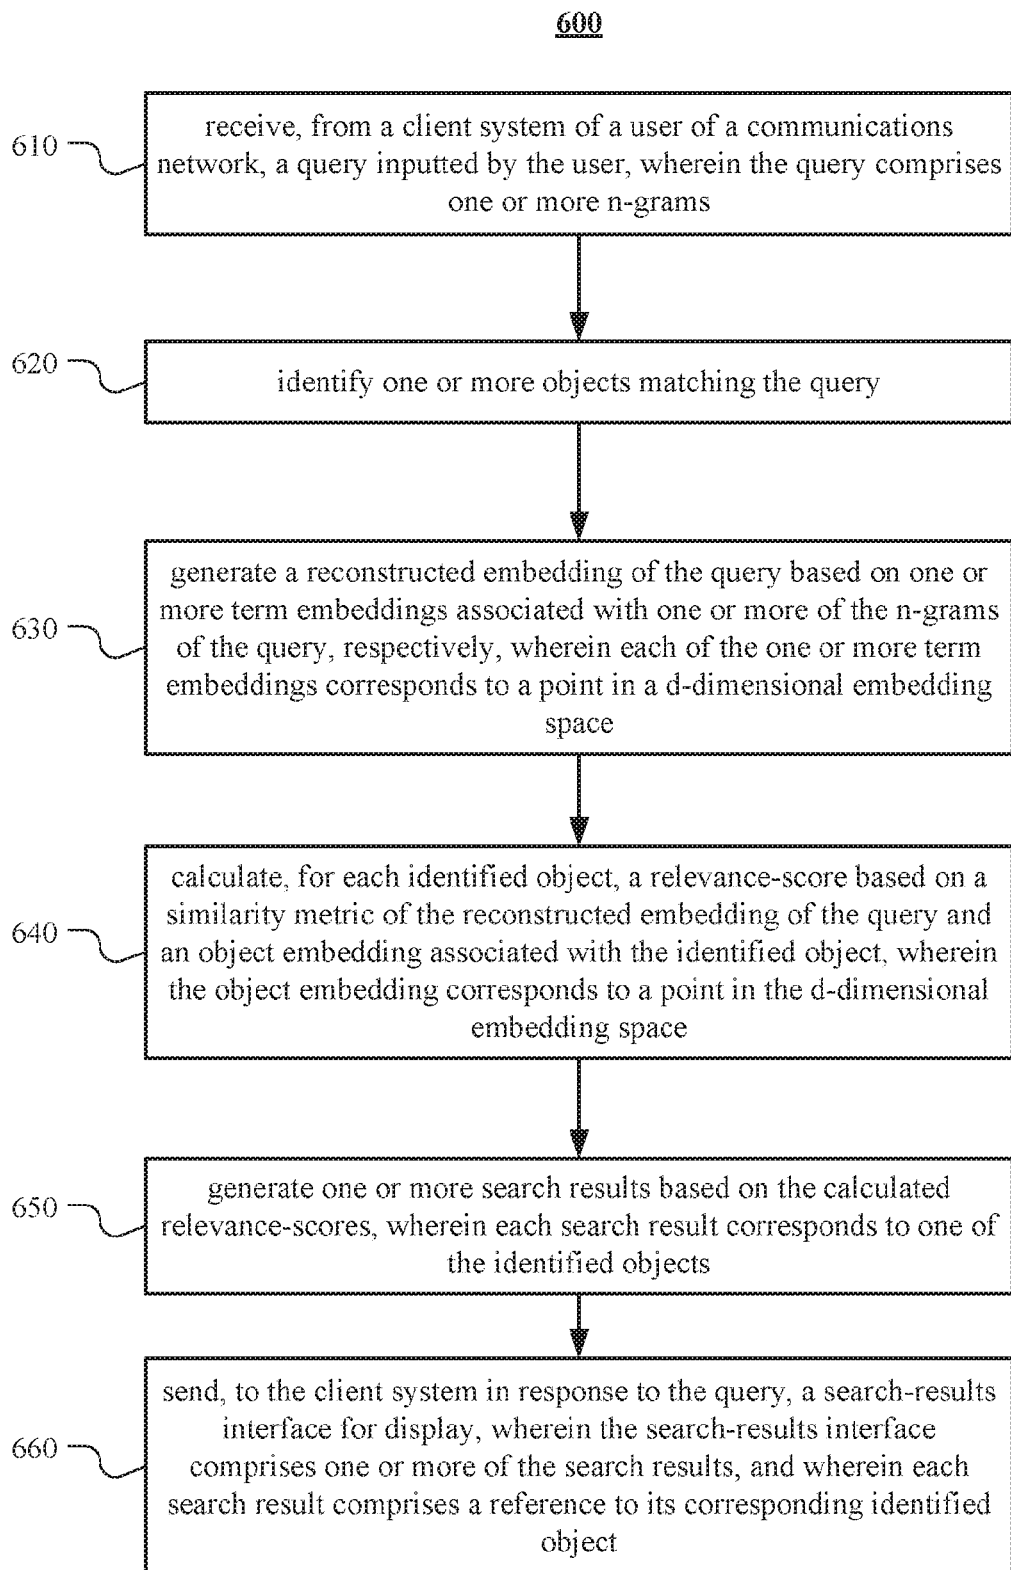 600
610
receive, from a client system of a user of a communications
network, a query inputted by the user, wherein the query comprises
one or more n-grams
620
identify one or more objects matching the query
630
generate a reconstructed embedding of the query based on one or
more term embeddings associated with one or more of the n-grams
of the query, respectively, wherein each of the one or more term
embeddings corresponds to a point in a d-dimensional embedding
space
640
calculate, for each identified object, a relevance-score based on a
similarity metric of the reconstructed embedding of the query and
an object embedding associated with the identified object, wherein
the object embedding corresponds to a point in the d-dimensional
embedding space
650
generate one or more search results based on the calculated
relevance-scores, wherein each search result corresponds to one of
the identified objects
660
send, to the client system in response to the query, a search-results
interface for display, wherein the search-results interface
comprises one or more of the search results, and wherein each
search result comprises a reference to its corresponding identified
object